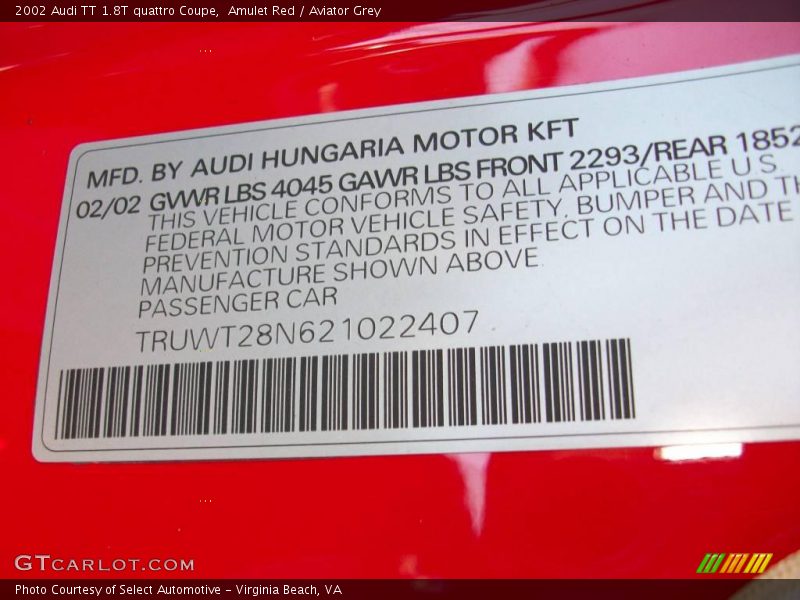 2002 Audi TT 1.8T quattro Coupe,  Amulet Red / Aviator Grey
MFD. BY AUDI HUNGARIA MOTOR KFT
02/02 GVWR LBS 4045 GAWR LBS FRONT 2293/REAR 1852
THIS VEHICLE CONFORMS TO ALL APPLICABLE U.S
FEDERAL MOTOR VEHICLE SAFETY, BUMPER AND
PREVENTION STANDARDS IN EFFECT ON THE DATE
MANUFACTURE SHOWN ABOVE
PASSENGER CAR
TRUWT28N621022407
GTCARLOT.COM
Photo Courtesy of Select Automotive - Virginia Beach, VA